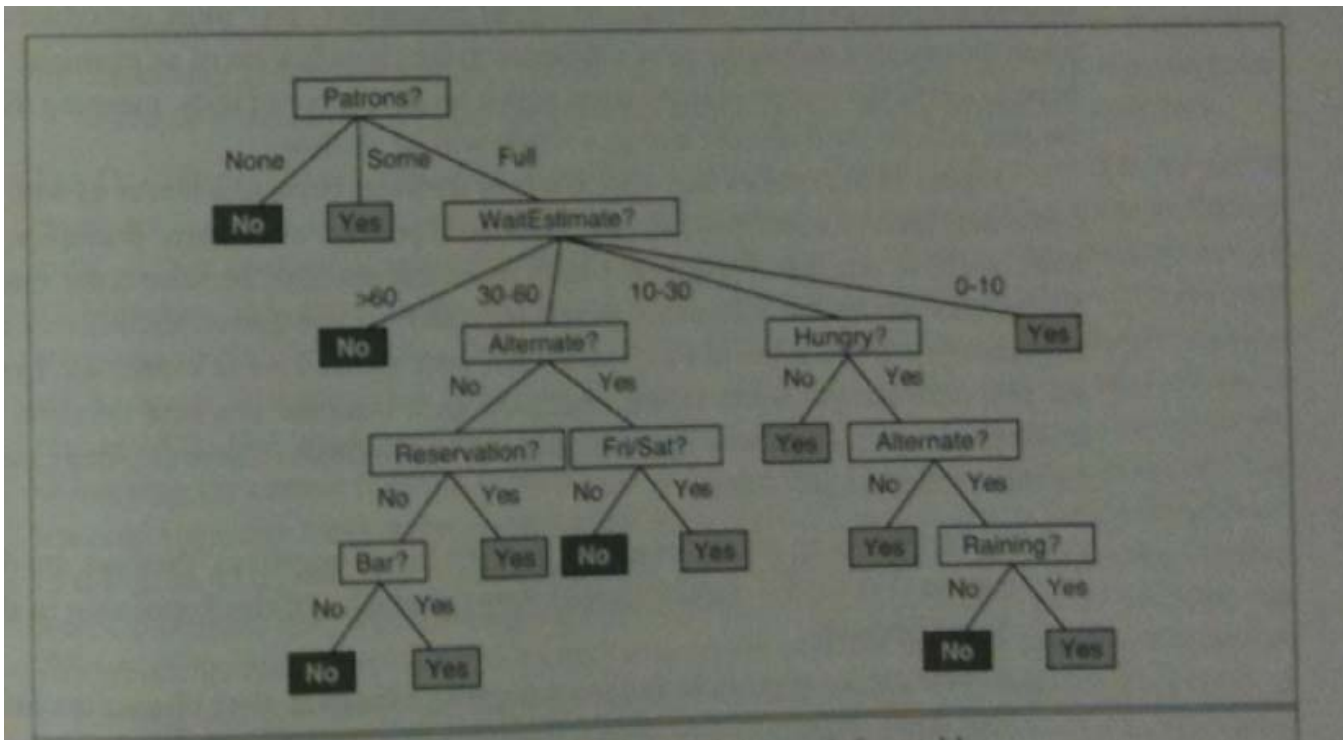 Patrons?
None Some Full
No Yes WaitEstimate?
>60 30-60 10-30 0-10
No Alternate? Hungry? Yes
No Yes No Yes
Reservation? Fri/Sat? Yes Alternate?
No Yes No Yes No Yes
Bar? Yes No Yes Yes Raining?
No Yes No Yes
No Yes No Yes